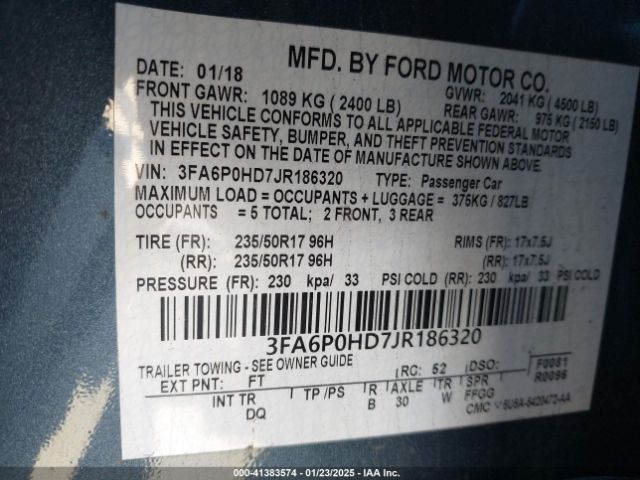 MFD. BY FORD MOTOR CO.
DATE: 01/18 GVWR: 2041 KG ( 4500 LB)
FRONT GAWR: 1089 KG ( 2400 LB) REAR GAWR: 975 KG ( 2150 LB)
THIS VEHICLE CONFORMS TO ALL APPLICABLE FEDERAL MOTOR
VEHICLE SAFETY, BUMPER, AND THEFT PREVENTION STANDARDS
IN EFFECT ON THE DATE OF MANUFACTURE SHOWN ABOVE.
VIN: 3FA6P0HD7JR186320 TYPE: Passenger Car
MAXIMUM LOAD = OCCUPANTS + LUGGAGE = 375KG / 827LB
OCCUPANTS = 5 TOTAL; 2 FRONT, 3 REAR
TIRE (FR): 235/50R17 96H RIMS (FR): 17x7.5J
(RR): 235/50R17 96H (RR): 17x7.5J
PRESSURE (FR): 230 kpa/ 33 PSI COLD (RR): 230 kpa/ 33 PSI COLD
3FA6P0HD7JR186320
TRAILER TOWING - SEE OWNER GUIDE
EXT PNT: FT RC: 52 DSO: F0081
R0096
INT TR TP /PS R AXLE TR SPR
DQ B 30 W FFGG
CMC
000-41383574 - 01/23/2025 - IAA Inc.